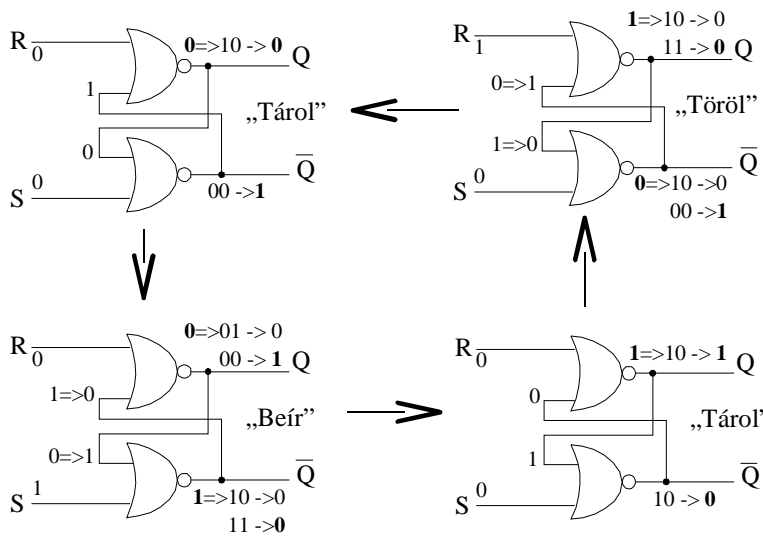 R
0
0=>10 -> 0
Q
1
„Tárol”
0
0
S
00 ->1
Q̅
1=>10 -> 0
R
1
11 -> 0
Q
0=>1
„Töröl”
1=>0
0
S
0=>10 ->0
00 ->1
Q̅
0=>01 -> 0
R
0
00 -> 1
Q
1=>0
„Beír”
0=>1
1
S
1=>10 ->0
11 ->0
Q̅
R
0
1=>10 -> 1
Q
0
„Tárol”
1
0
S
10 -> 0
Q̅